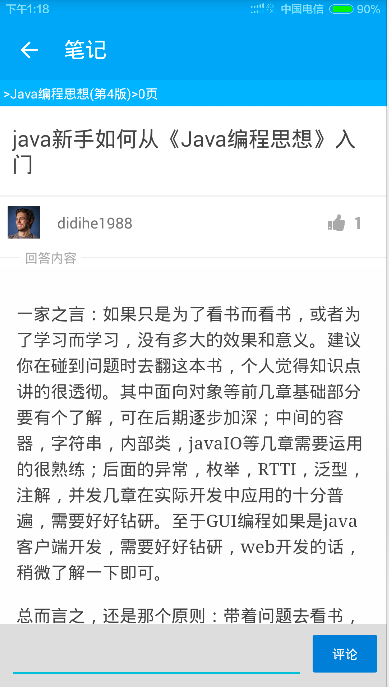 下午1:18
中国电信 90%
笔记
>Java编程思想(第4版)>0页
java新手如何从《Java编程思想》入
门
didihe1988
1
回答内容
一家之言：如果只是为了看书而看书，或者为
了学习而学习，没有多大的效果和意义。建议
你在碰到问题时去翻这本书，个人觉得知识点
讲的很透彻。其中面向对象等前几章基础部分
要有个了解，可在后期逐步加深；中间的容
器，字符串，内部类，javaIO等几章需要运用
的很熟练；后面的异常，枚举，RTTI，泛型，
注解，并发几章在实际开发中应用的十分普
遍，需要好好钻研。至于GUI编程如果是java
客户端开发，需要好好钻研，web开发的话，
稍微了解一下即可。
总而言之，还是那个原则：带着问题去看书，
评论